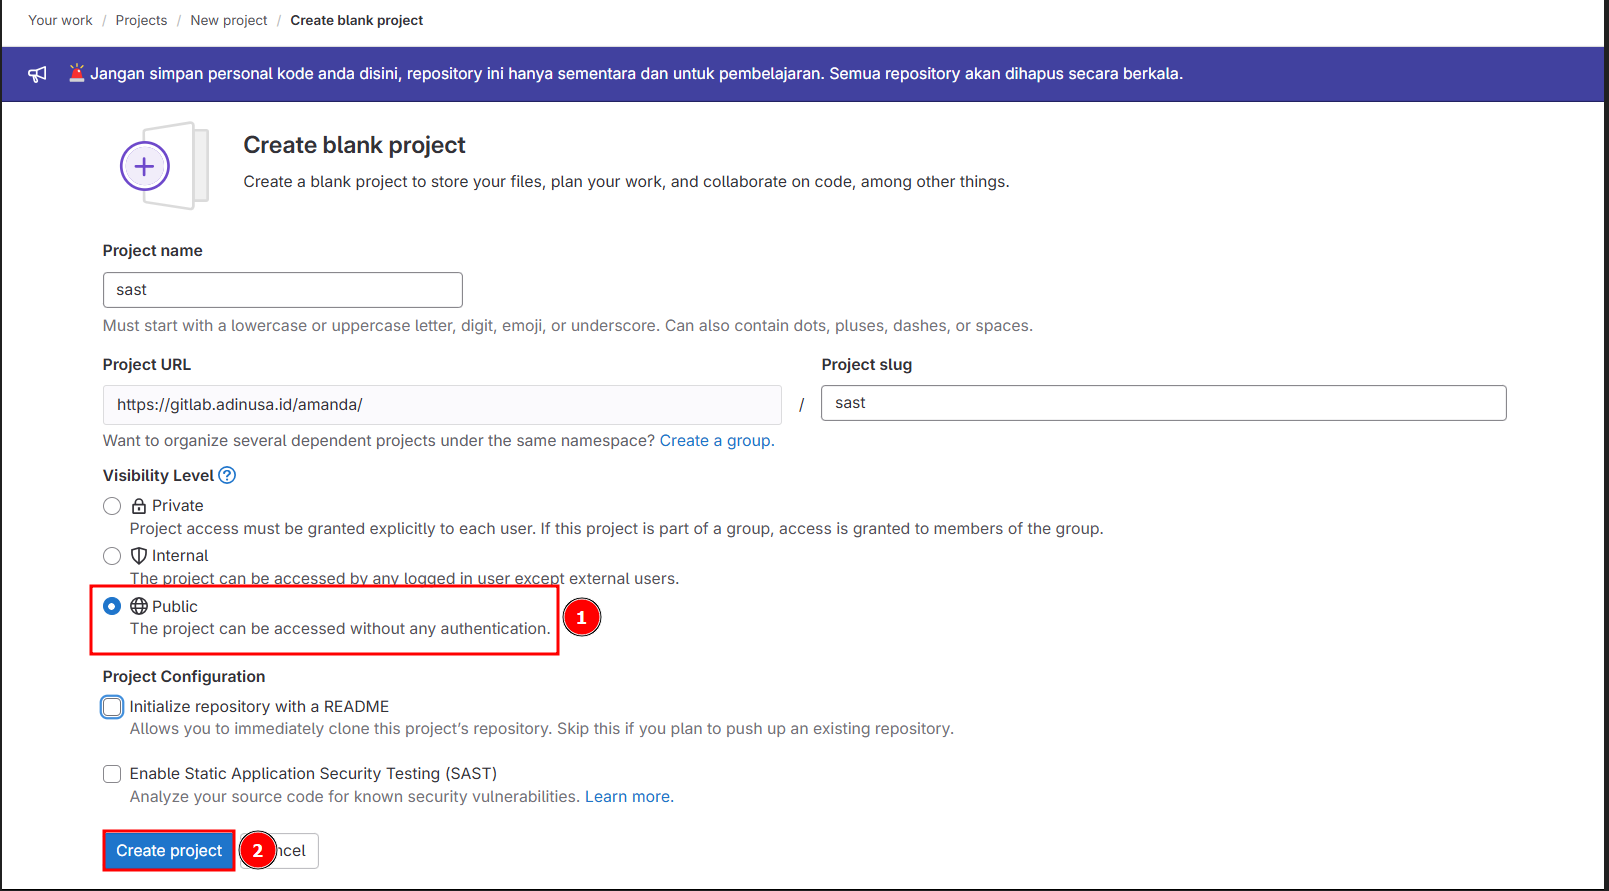 Your work / Projects / New project / Create blank project
🚨 Jangan simpan personal kode anda disini, repository ini hanya sementara dan untuk pembelajaran. Semua repository akan dihapus secara berkala.
Create blank project
Create a blank project to store your files, plan your work, and collaborate on code, among other things.
Project name
sast
Must start with a lowercase or uppercase letter, digit, emoji, or underscore. Can also contain dots, pluses, dashes, or spaces.
Project URL
Project slug
https://gitlab.adinusa.id/amanda/ / sast
Want to organize several dependent projects under the same namespace? Create a group.
Visibility Level
Private
Project access must be granted explicitly to each user. If this project is part of a group, access is granted to members of the group.
Internal
The project can be accessed by any logged in user except external users.
Public
The project can be accessed without any authentication.
1
Project Configuration
Initialize repository with a README
Allows you to immediately clone this project's repository. Skip this if you plan to push up an existing repository.
Enable Static Application Security Testing (SAST)
Analyze your source code for known security vulnerabilities. Learn more.
Create project 2 ncel